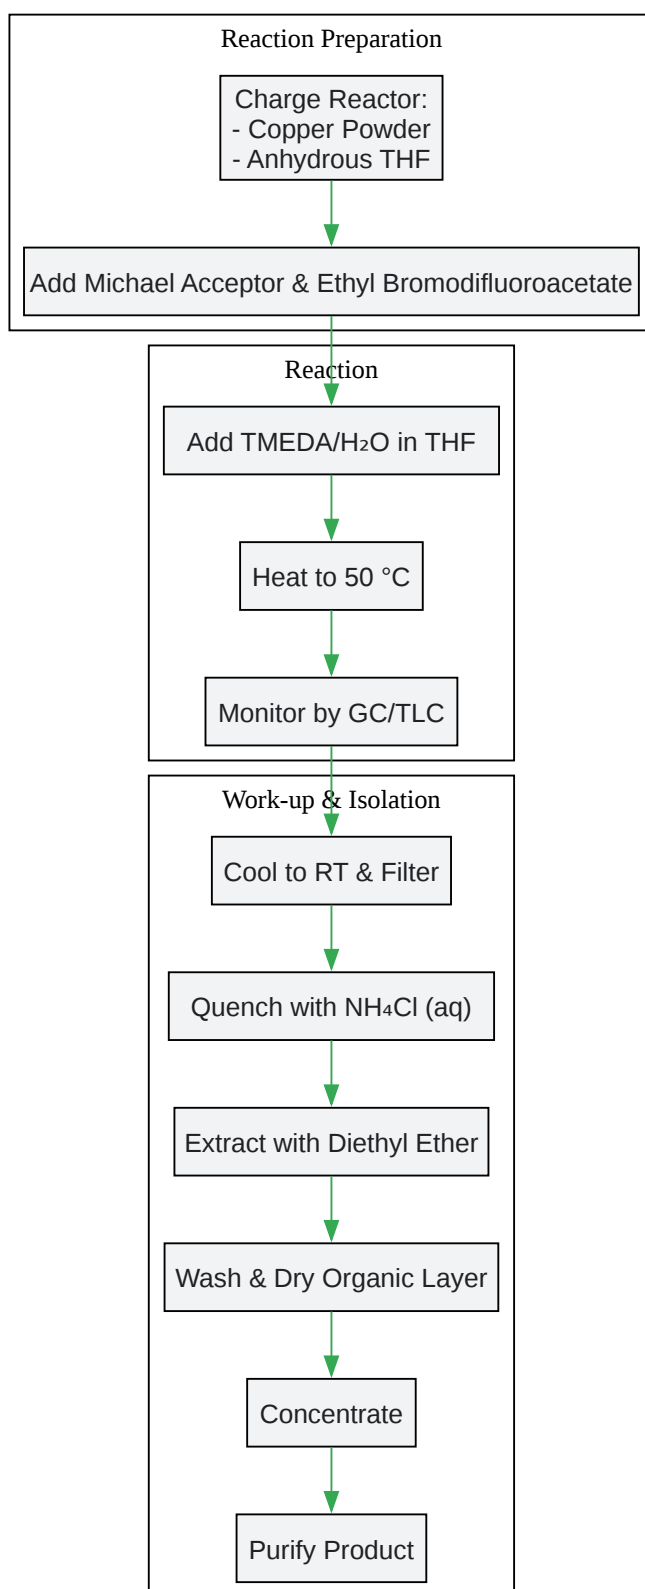 Reaction Preparation
Charge Reactor:
- Copper Powder
- Anhydrous THF
Add Michael Acceptor & Ethyl Bromodifluoroacetate
Reaction
Add TMEDA/H₂O in THF
Heat to 50 °C
Monitor by GC/TLC
Work-up & Isolation
Cool to RT & Filter
Quench with NH₄Cl (aq)
Extract with Diethyl Ether
Wash & Dry Organic Layer
Concentrate
Purify Product